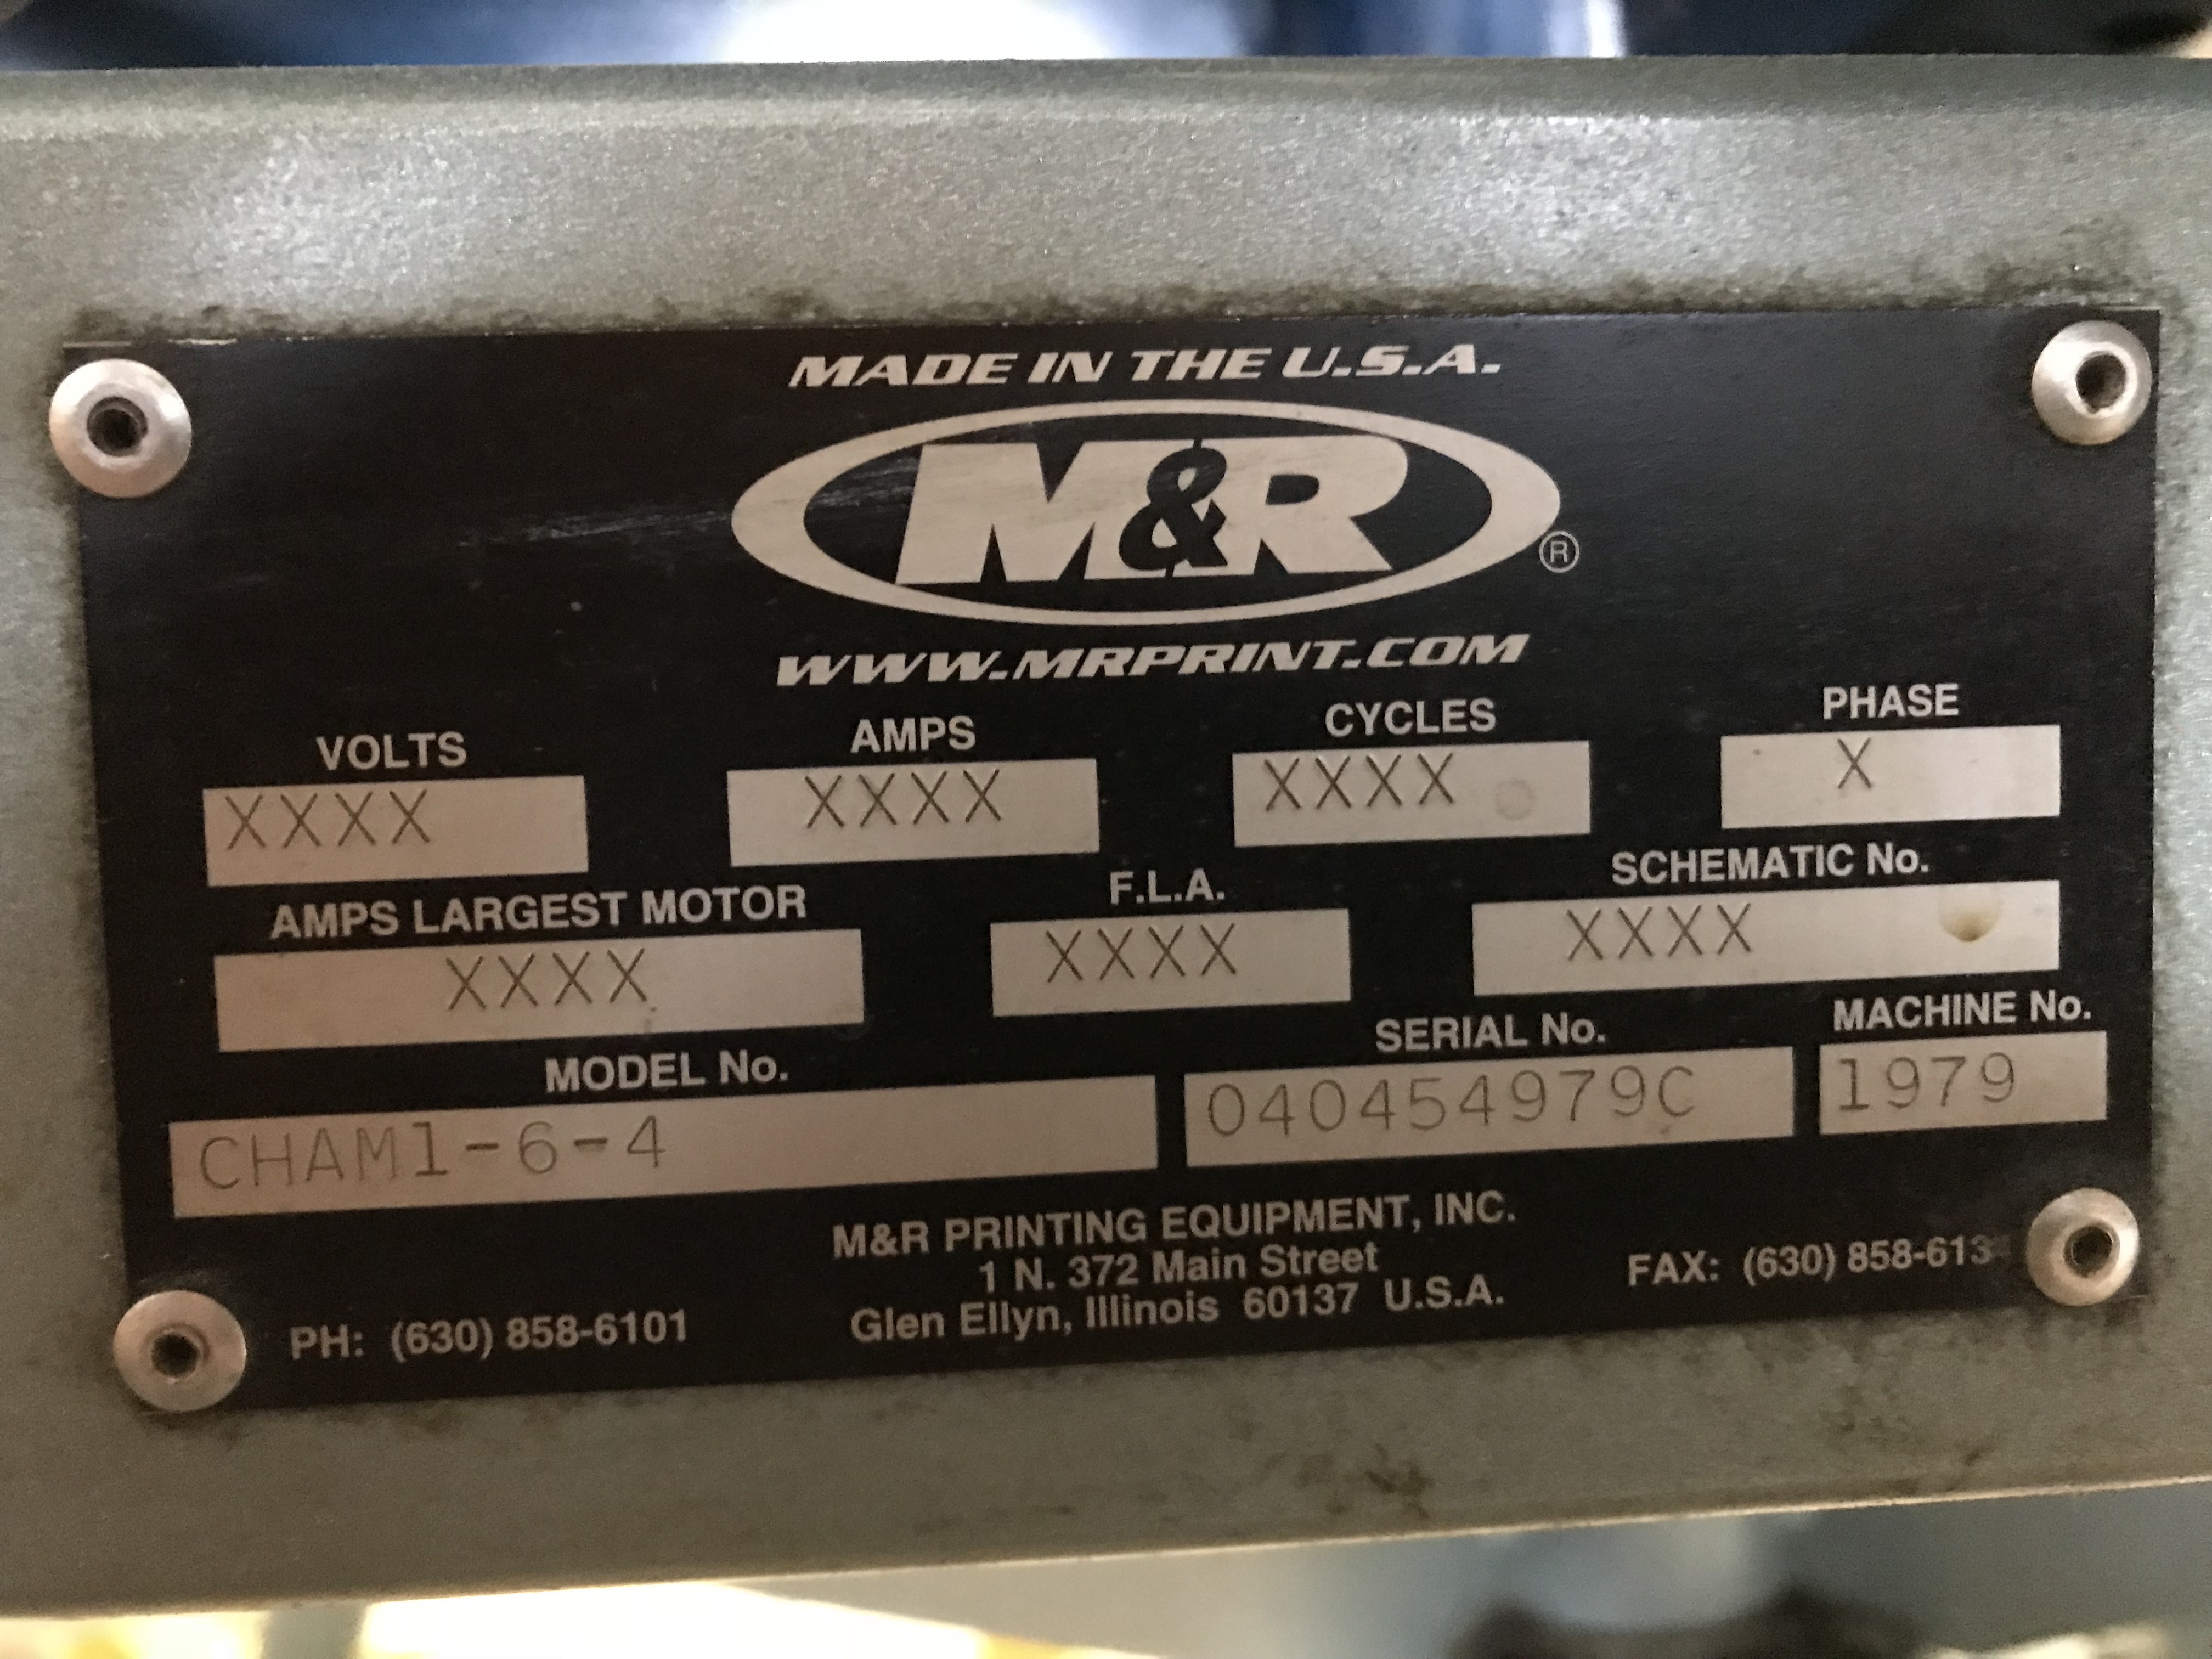 MADE IN THE U.S.A.
M&R®
WWW.MRPRINT.COM
VOLTS AMPS CYCLES PHASE
XXXX XXXX XXXX X
AMPS LARGEST MOTOR F.L.A. SCHEMATIC No.
XXXX XXXX XXXX
MODEL No. SERIAL No. MACHINE No.
CHAM1-6-4 040454979C 1979
M&R PRINTING EQUIPMENT, INC.
1 N. 372 Main Street
Glen Ellyn, Illinois 60137 U.S.A.
PH: (630) 858-6101
FAX: (630)